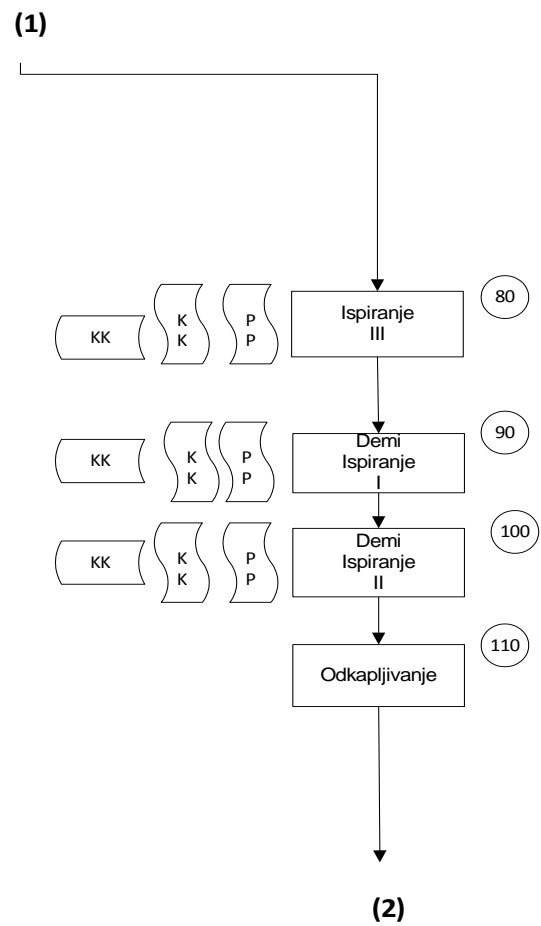 (1)
KK
K
K
P
P
Ispiranje
III
80
KK
K
K
P
P
Demi
Ispiranje
I
90
KK
K
K
P
P
Demi
Ispiranje
II
100
Odkapljivanje
110
(2)